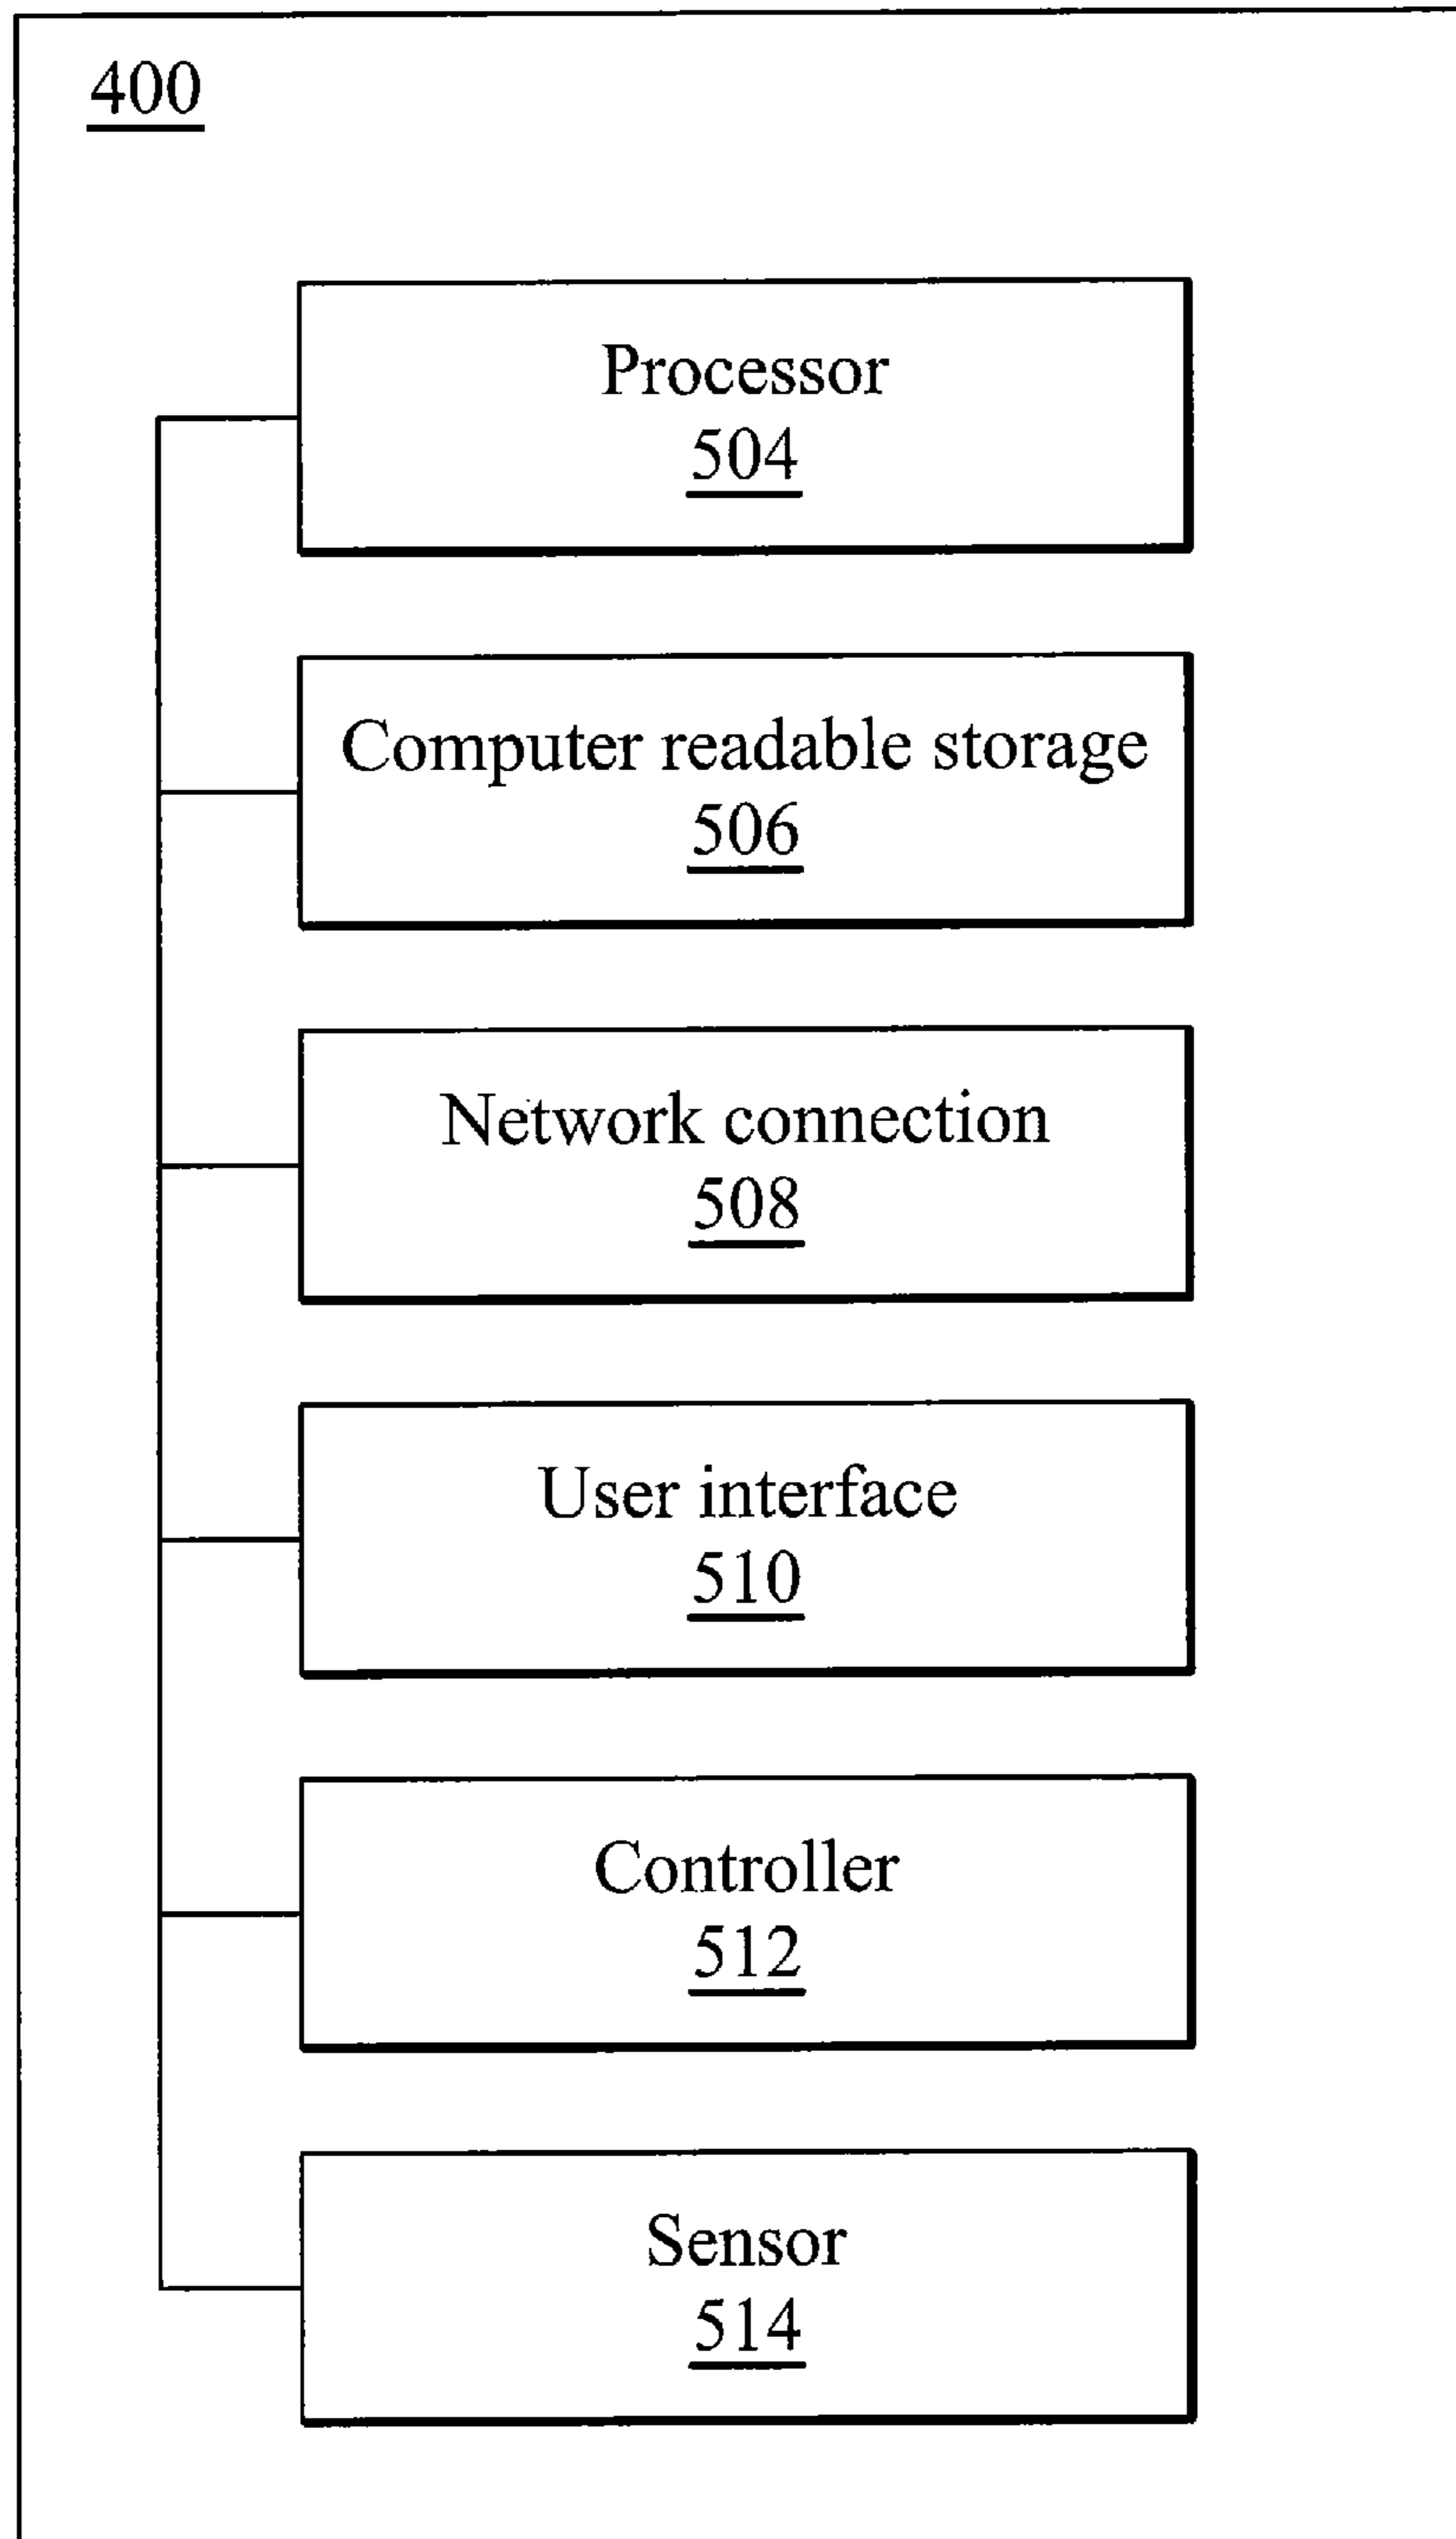 400
Processor
504
Computer readable storage
506
Network connection
508
User interface
510
Controller
512
Sensor
514